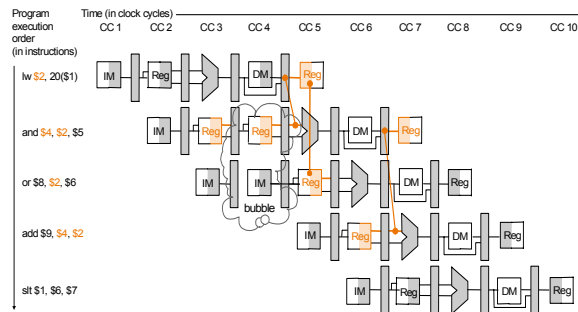 Program
execution
order
(in instructions)
Time (in clock cycles)
CC 1 CC 2 CC 3 CC 4 CC 5 CC 6 CC 7 CC 8 CC 9 CC 10
lw $2, 20($1)
IM Reg DM Reg
and $4, $2, $5
IM Reg Reg DM Reg
or $8, $2, $6
IM IM Reg DM Reg
bubble
add $9, $4, $2
IM Reg DM Reg
slt $1, $6, $7
IM Reg DM Reg